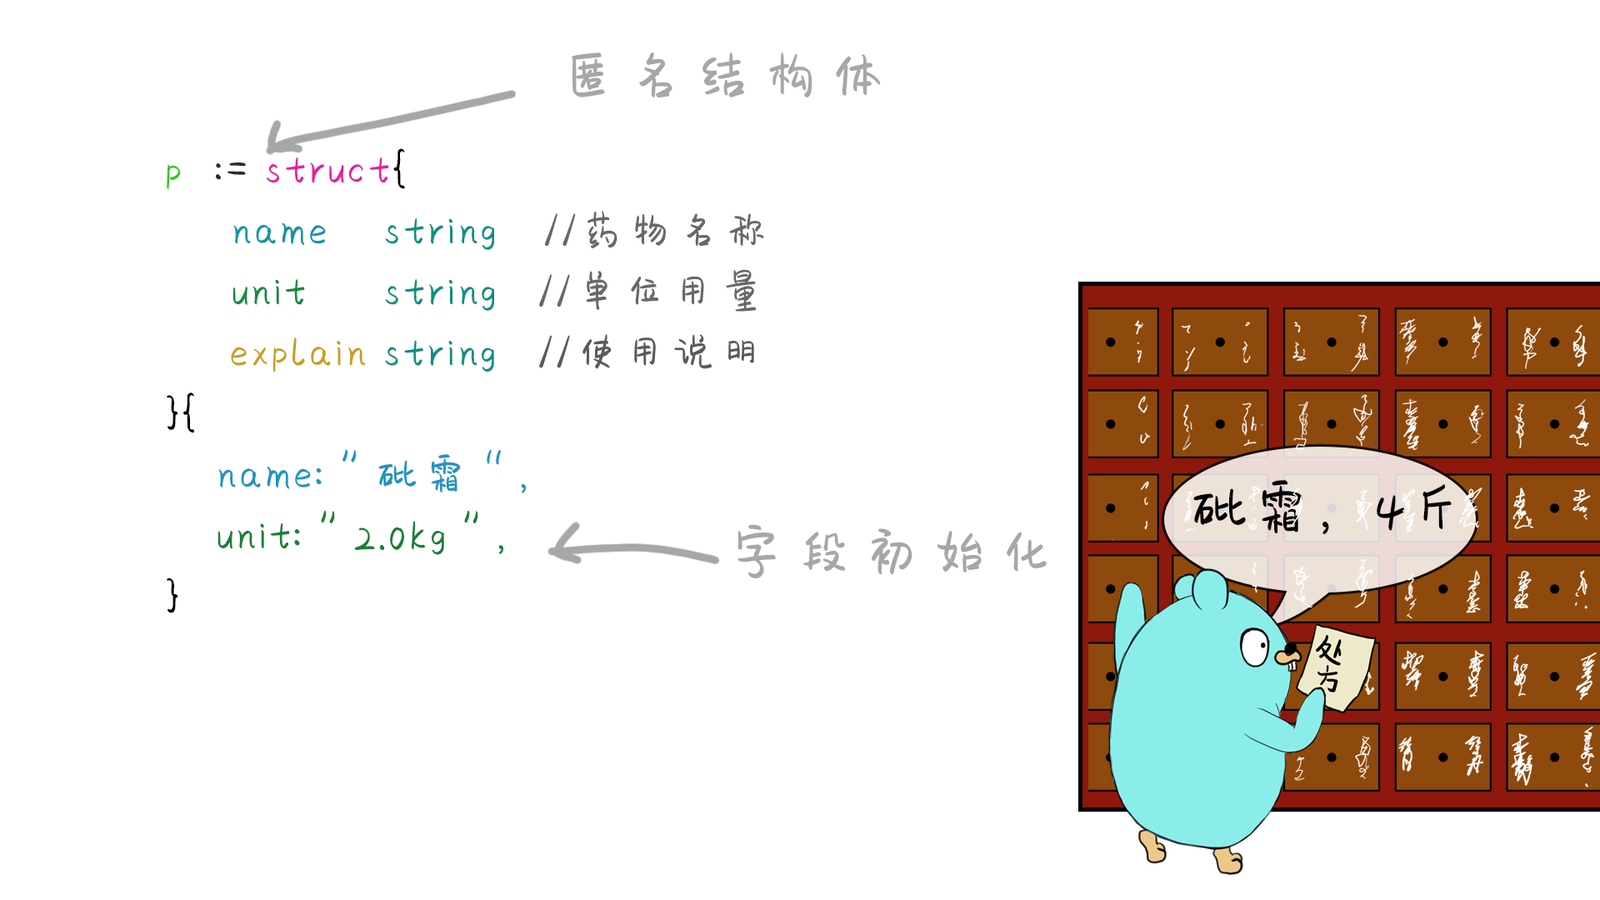 匿名结构体
p := struct{
name string //药物名称
unit string //单位用量
explain string //使用说明
}{
name:"砒霜",
unit:"2.0kg",
字段初始化
}
砒霜，4斤
处方